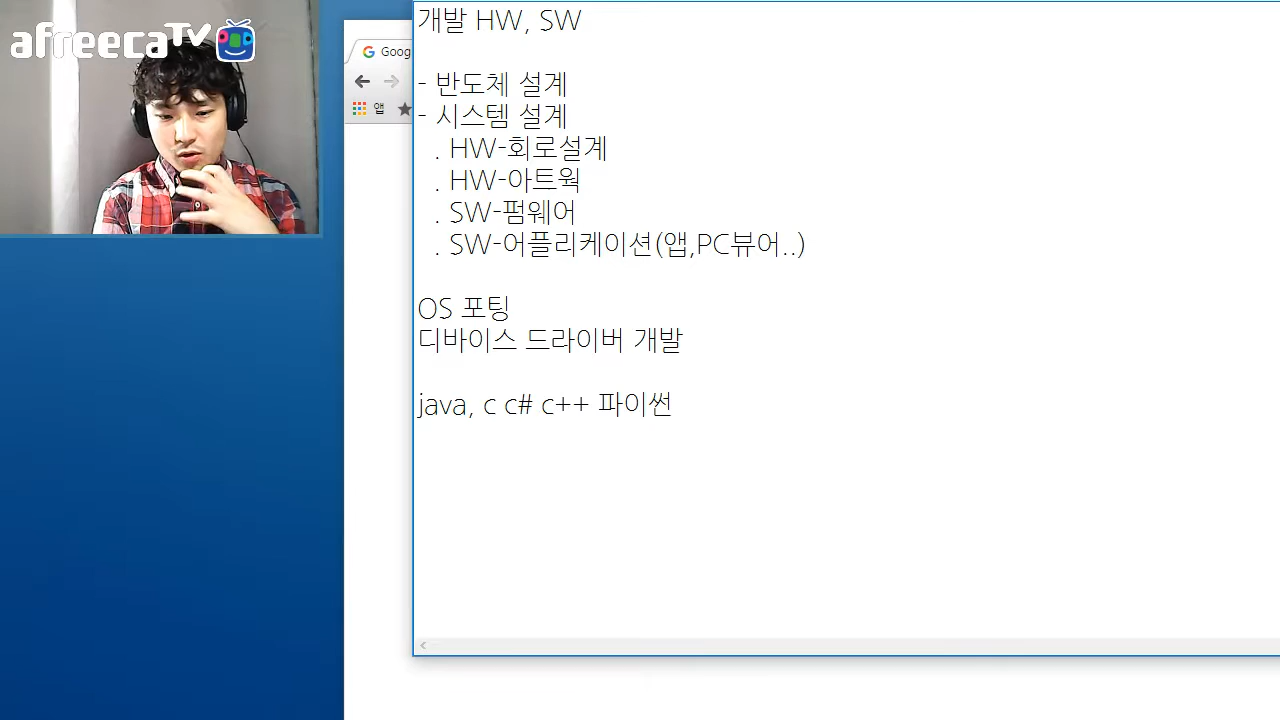 afreecaTV
Goog
앱
개발 HW, SW
- 반도체 설계
- 시스템 설계
. HW-회로설계
. HW-아트웍
. SW-펌웨어
. SW-어플리케이션(앱,PC뷰어..)
OS 포팅
디바이스 드라이버 개발
java, c c# c++ 파이썬